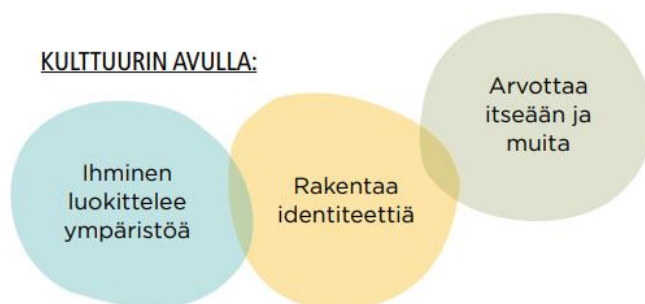 KULTTUURIN AVULLA:
Ihminen
luokittelee
ympäristöä
Rakentaa
identiteettiä
Arvottaa
itseään ja
muita